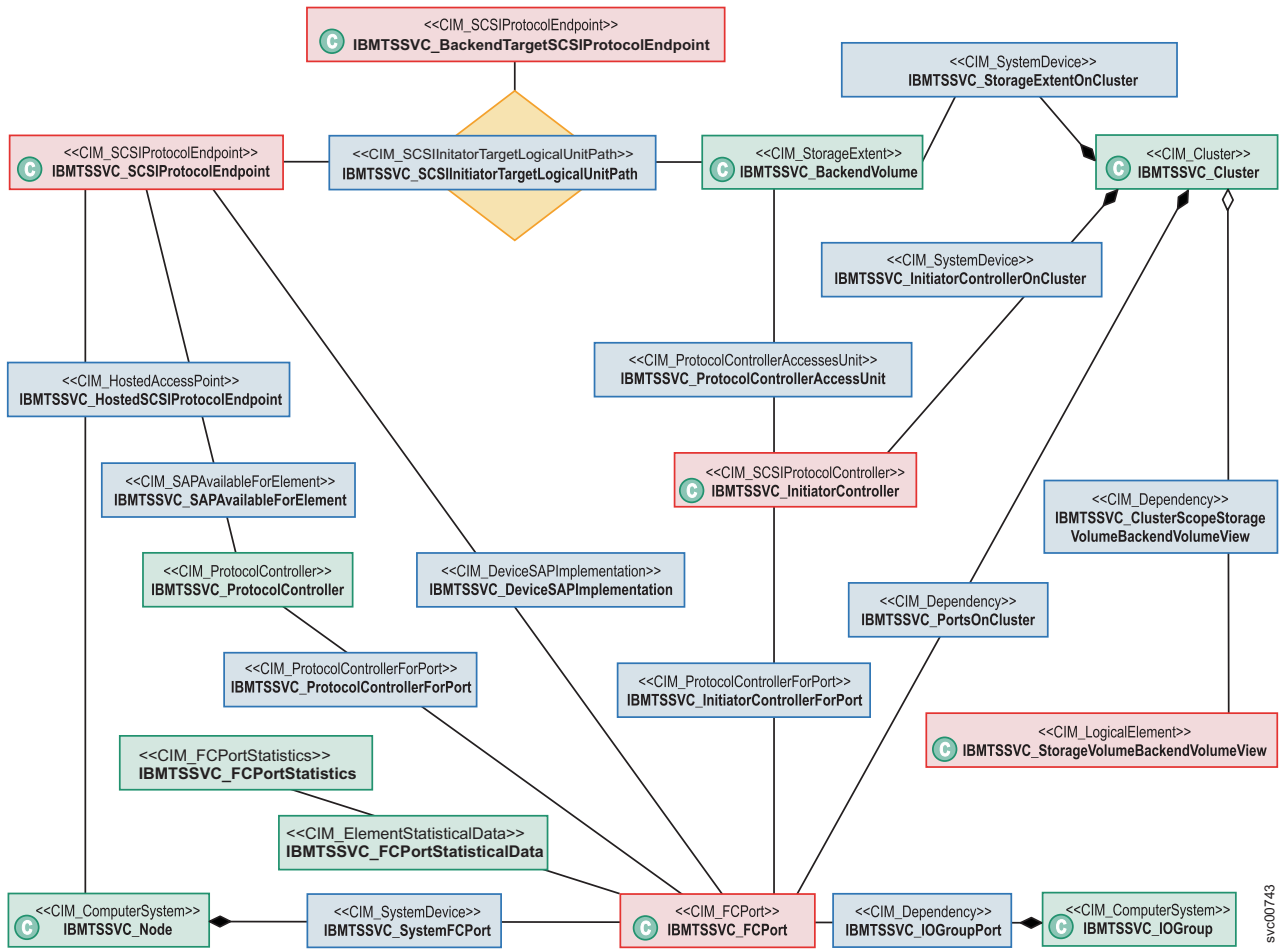 <<CIM_SCSIProtocolEndpoint>>
C
IBMTSSVC_BackendTargetSCSIProtocolEndpoint
<<CIM_SystemDevice>>
IBMTSSVC_StorageExtentOnCluster
<<CIM_SCSIProtocolEndpoint>>
C
IBMTSSVC_SCSIProtocolEndpoint
<<CIM_SCSIInitatorTargetLogicalUnitPath>>
IBMTSSVC_SCSIInitiatorTargetLogicalUnitPath
<<CIM_StorageExtent>>
C
IBMTSSVC_BackendVolume
<<CIM_Cluster>>
C
IBMTSSVC_Cluster
<<CIM_SystemDevice>>
IBMTSSVC_InitiatorControllerOnCluster
<<CIM_ProtocolControllerAccessesUnit>>
IBMTSSVC_ProtocolControllerAccessUnit
<<CIM_HostedAccessPoint>>
IBMTSSVC_HostedSCSIProtocolEndpoint
<<CIM_SAPAvailableForElement>>
IBMTSSVC_SAPAvailableForElement
<<CIM_SCSIProtocolController>>
C
IBMTSSVC_InitiatorController
<<CIM_Dependency>>
IBMTSSVC_ClusterScopeStorage
VolumeBackendVolumeView
<<CIM_ProtocolController>>
IBMTSSVC_ProtocolController
<<CIM_DeviceSAPImplementation>>
IBMTSSVC_DeviceSAPImplementation
<<CIM_Dependency>>
IBMTSSVC_PortsOnCluster
<<CIM_ProtocolControllerForPort>>
IBMTSSVC_ProtocolControllerForPort
<<CIM_ProtocolControllerForPort>>
IBMTSSVC_InitiatorControllerForPort
<<CIM_LogicalElement>>
C
IBMTSSVC_StorageVolumeBackendVolumeView
<<CIM_FCPortStatistics>>
IBMTSSVC_FCPortStatistics
<<CIM_ElementStatisticalData>>
IBMTSSVC_FCPortStatisticalData
<<CIM_ComputerSystem>>
C
IBMTSSVC_Node
<<CIM_SystemDevice>>
IBMTSSVC_SystemFCPort
<<CIM_FCPort>>
C
IBMTSSVC_FCPort
<<CIM_Dependency>>
IBMTSSVC_IOGroupPort
<<CIM_ComputerSystem>>
C
IBMTSSVC_IOGroup
svc00743